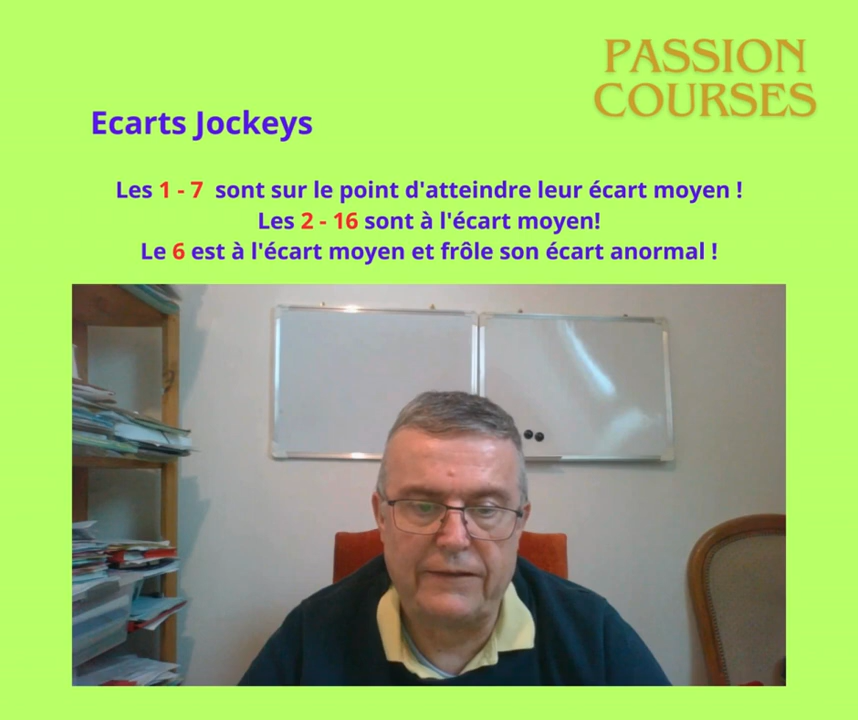 PASSION
COURSES
Ecarts Jockeys
Les 1 - 7 sont sur le point d'atteindre leur écart moyen !
Les 2 - 16 sont à l'écart moyen!
Le 6 est à l'écart moyen et frôle son écart anormal !